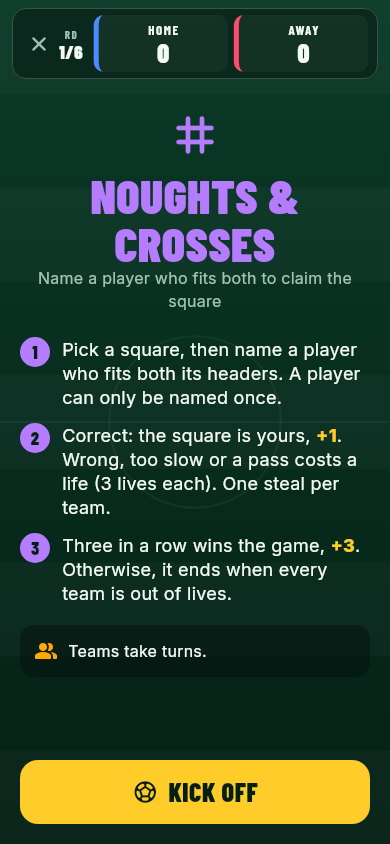 RD
1/6
HOME
0
AWAY
0
NOUGHTS &
CROSSES
Name a player who fits both to claim the
square
1
Pick a square, then name a player
who fits both its headers. A player
can only be named once.
2
Correct: the square is yours, +1.
Wrong, too slow or a pass costs a
life (3 lives each). One steal per
team.
3
Three in a row wins the game, +3.
Otherwise, it ends when every
team is out of lives.
Teams take turns.
KICK OFF